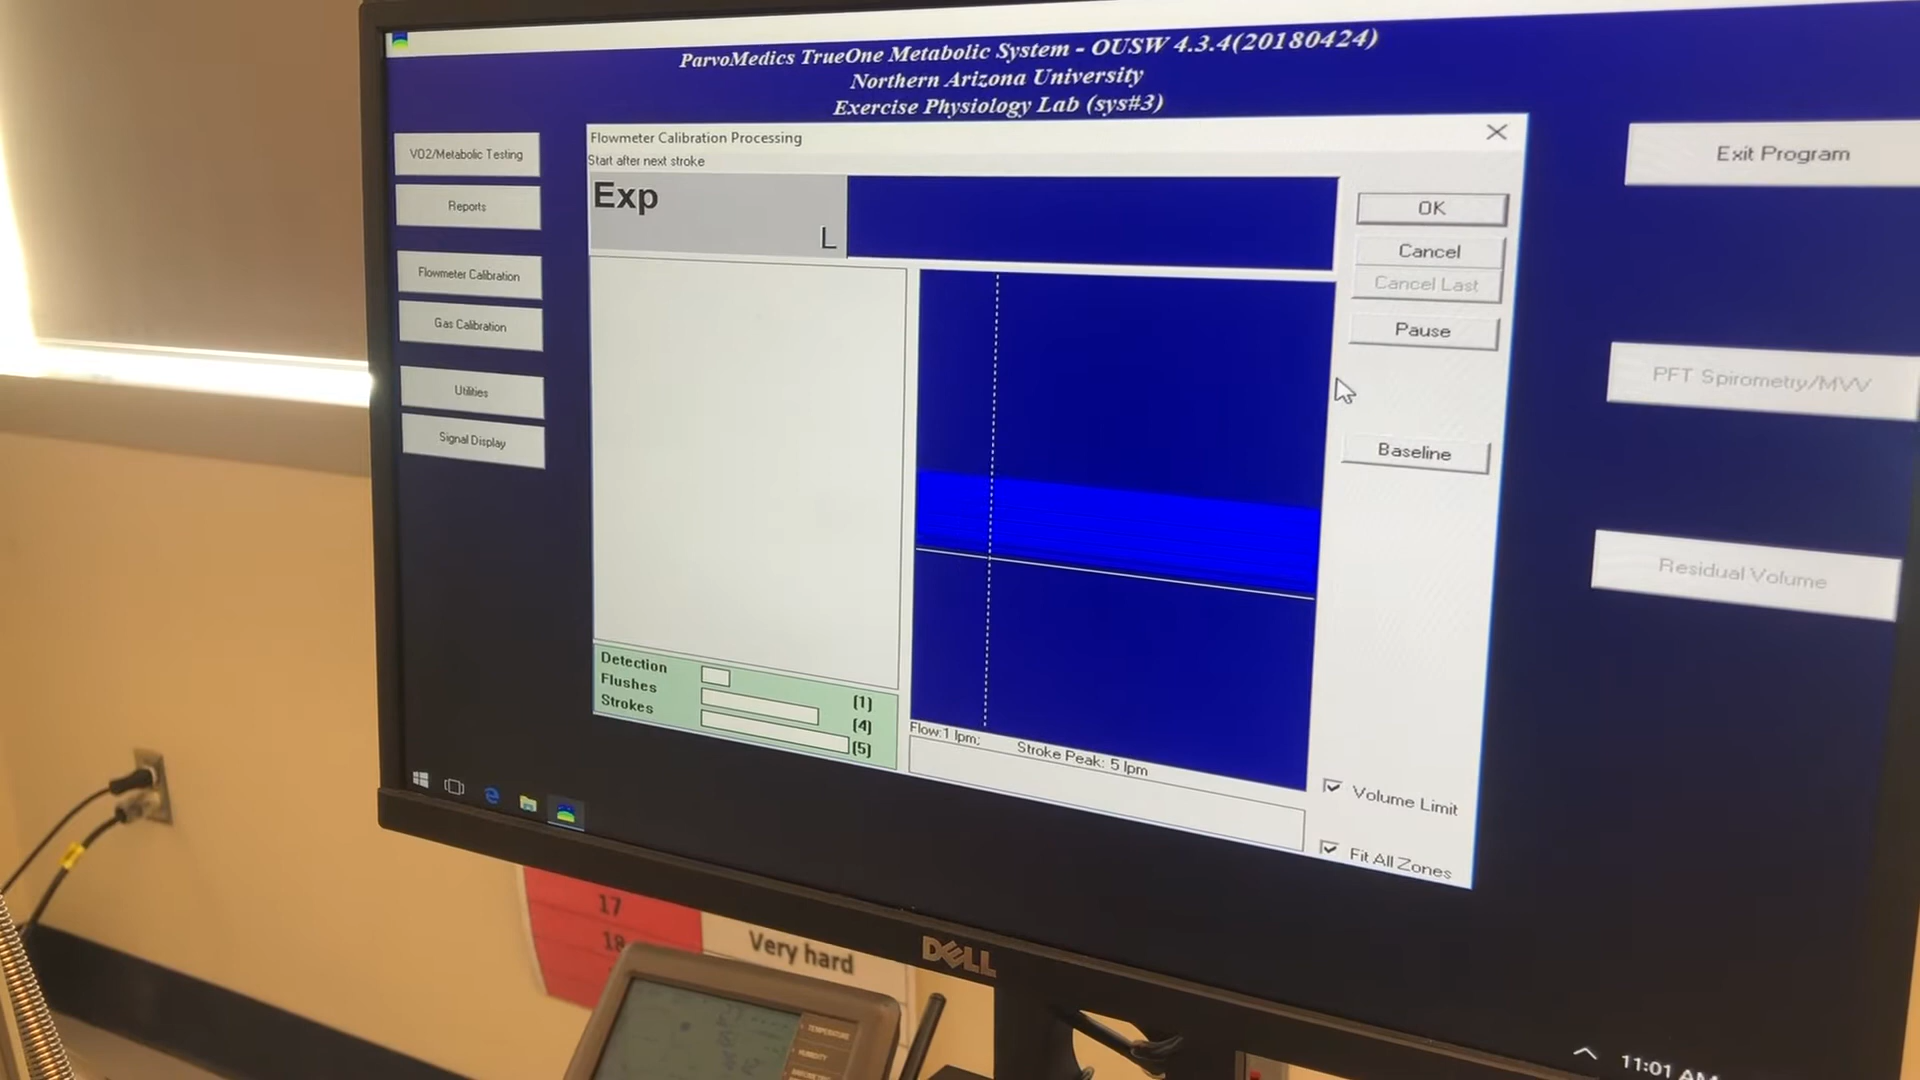 ParvoMedics TrueOne Metabolic System - OUSW 4.3.4(20180424)
Northern Arizona University
Exercise Physiology Lab (sys#3)
VO2/Metabolic Testing
Reports
Flowmeter Calibration
Gas Calibration
Utilities
Signal Display
Flowmeter Calibration Processing
Start after next stroke
Exp
L
OK
Cancel
Cancel Last
Pause
Baseline
Exit Program
PFT Spirometry/MVV
Residual Volume
Detection
Flushes
Strokes
(1)
(4)
(5)
Flow:1 lpm; Stroke Peak: 5 lpm
Volume Limit
Fit All Zones
11:01 AM
DELL
17
18
Very hard
TEMPERATURE
HUMIDITY